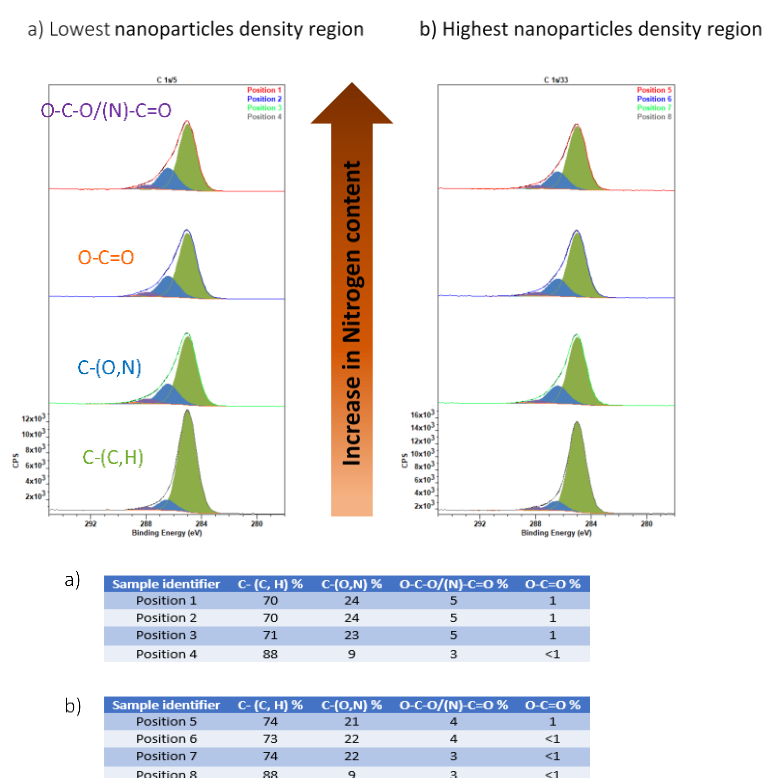 a) Lowest nanoparticles density region
b) Highest nanoparticles density region
C 1s/5
Position 1
Position 2
Position 3
Position 4
O-C-O/(N)-C=O
O-C=O
C-(O,N)
C-(C,H)
12x10³
10x10³
8x10³
6x10³
4x10³
2x10³
CPS
292 288 284 280
Binding Energy (eV)
Increase in Nitrogen content
C 1s/33
Position 5
Position 6
Position 7
Position 8
16x10³
14x10³
12x10³
10x10³
8x10³
6x10³
4x10³
2x10³
CPS
292 288 284 280
Binding Energy (eV)
a)
Sample identifier C- (C, H) % C-(O,N) % O-C-O/(N)-C=O % O-C=O %
Position 1 70 24 5 1
Position 2 70 24 5 1
Position 3 71 23 5 1
Position 4 88 9 3 <1
b)
Sample identifier C- (C, H) % C-(O,N) % O-C-O/(N)-C=O % O-C=O %
Position 5 74 21 4 1
Position 6 73 22 4 <1
Position 7 74 22 3 <1
Position 8 88 9 3 <1